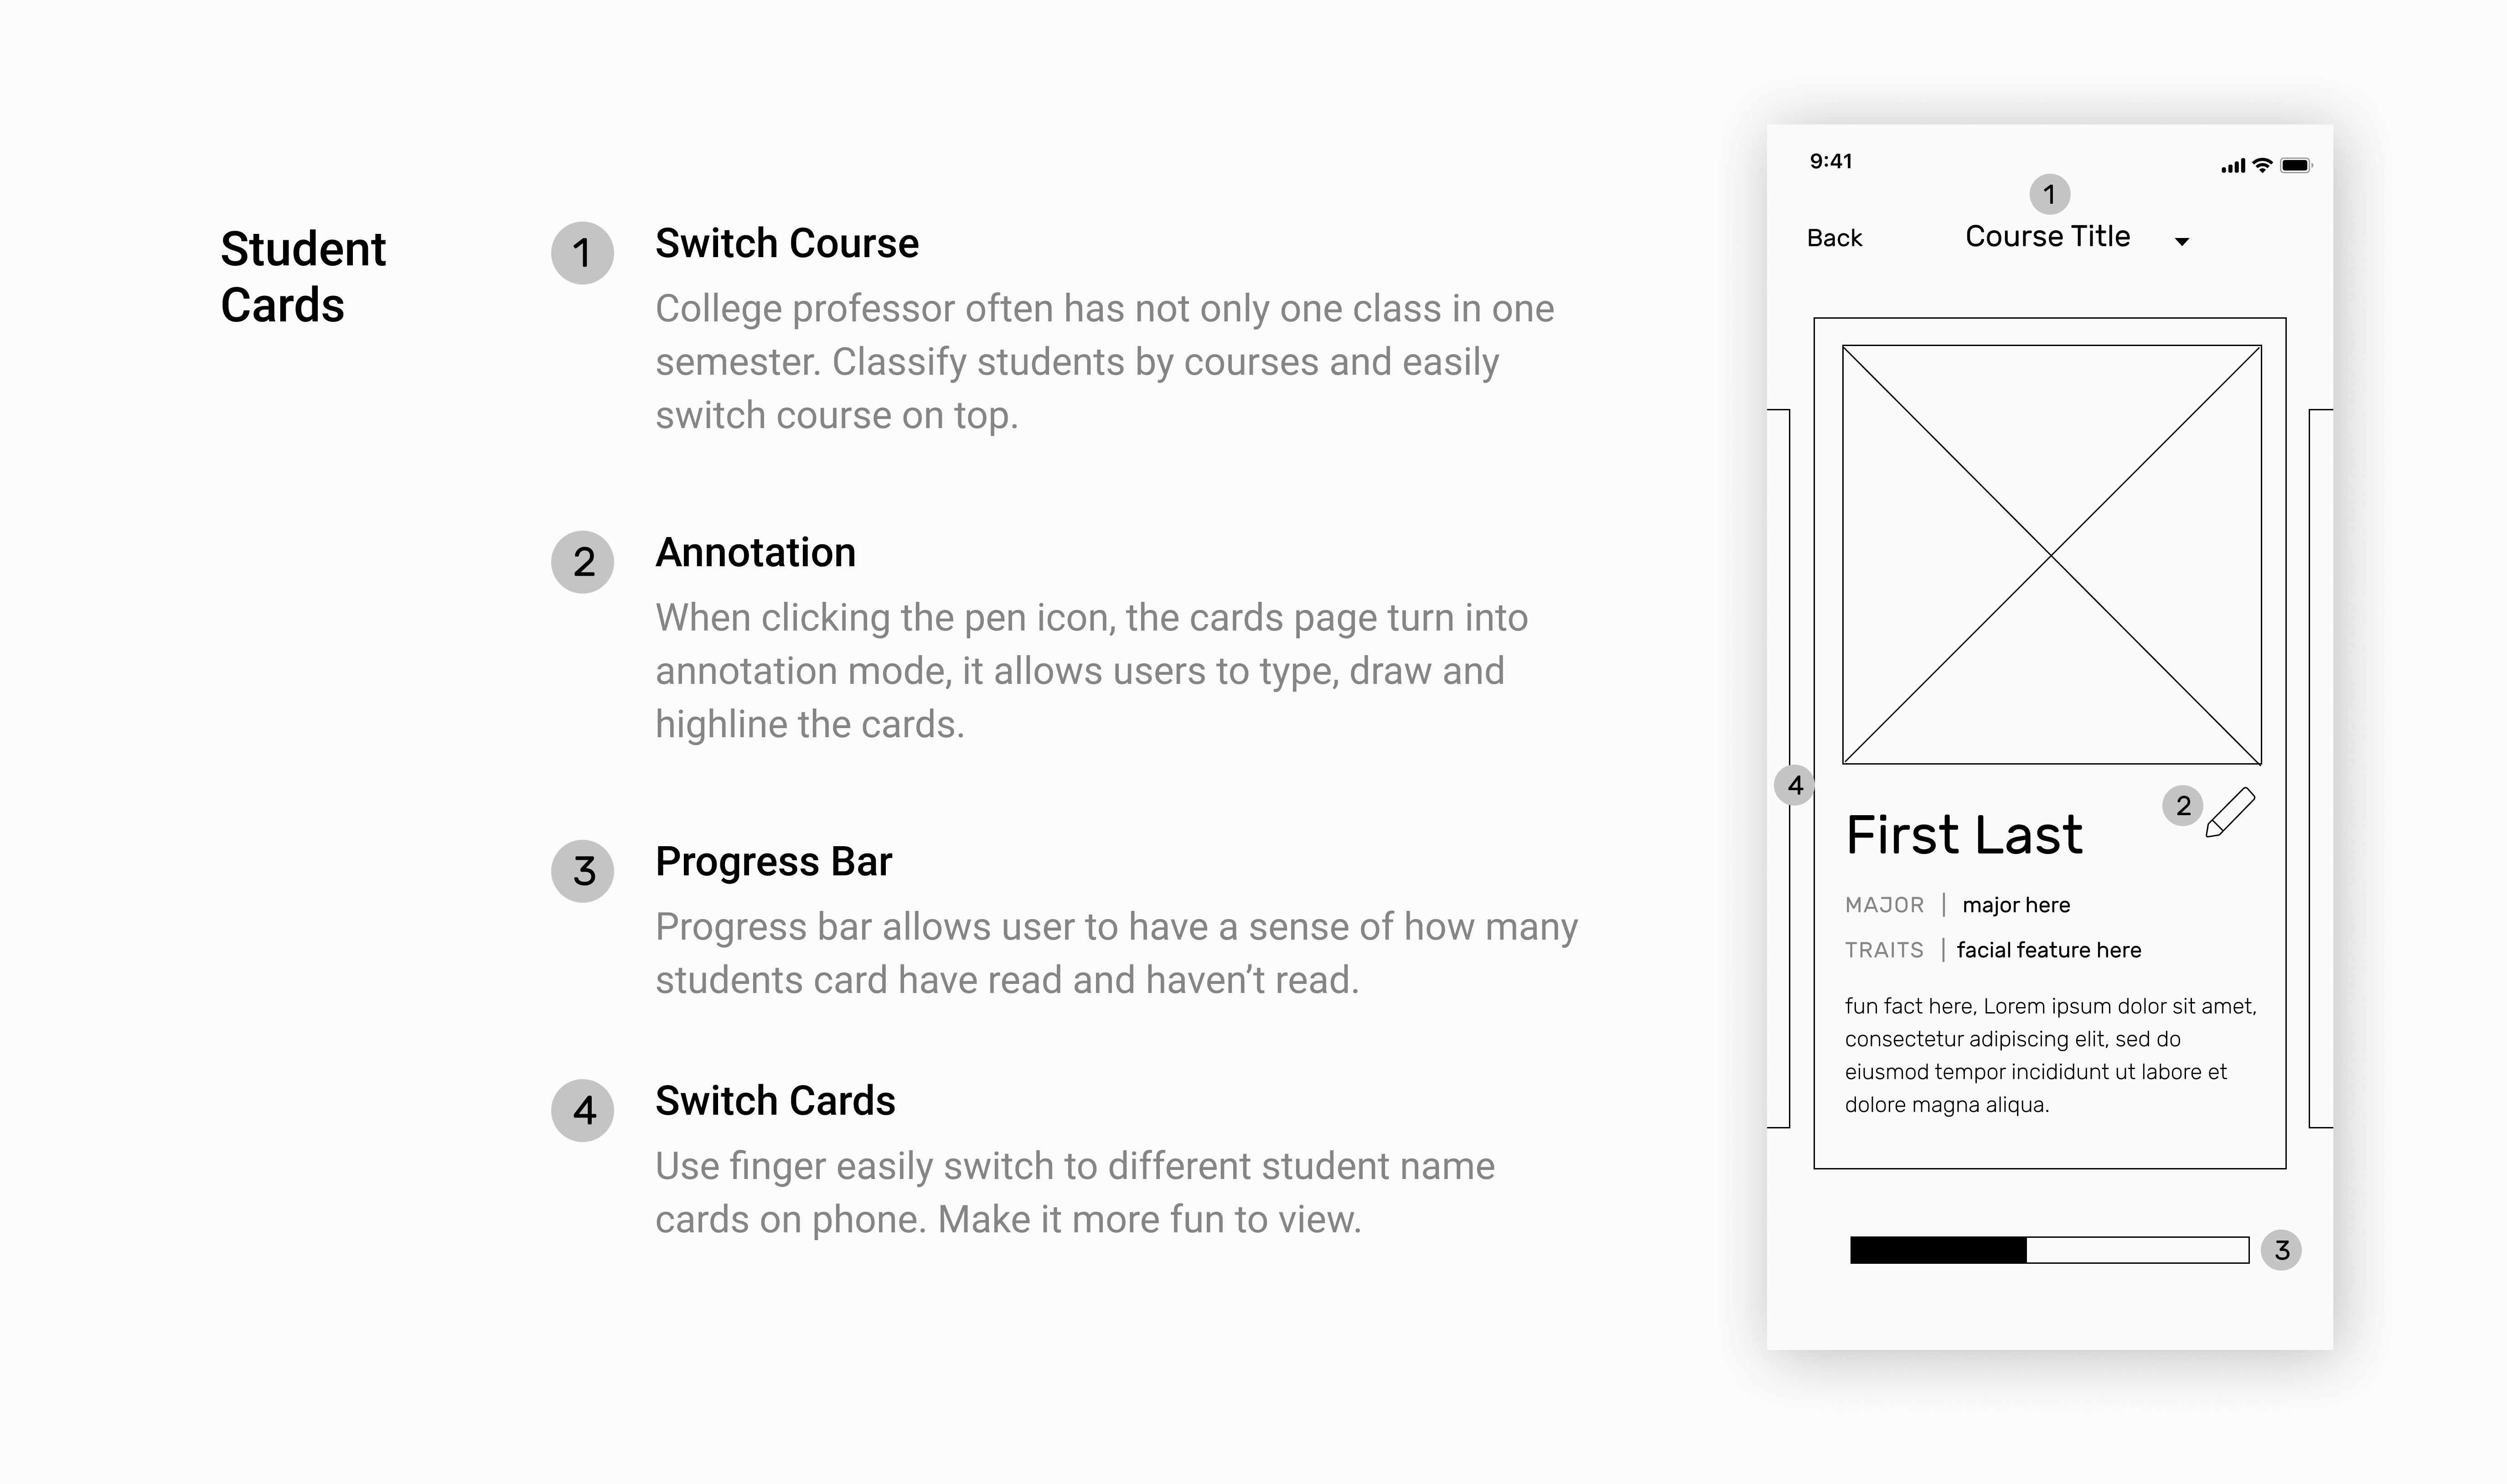 Student
Cards
1
Switch Course
College professor often has not only one class in one
semester. Classify students by courses and easily
switch course on top.
2
Annotation
When clicking the pen icon, the cards page turn into
annotation mode, it allows users to type, draw and
highline the cards.
3
Progress Bar
Progress bar allows user to have a sense of how many
students card have read and haven’t read.
4
Switch Cards
Use finger easily switch to different student name
cards on phone. Make it more fun to view.
9:41
1
Back Course Title
4
2
First Last
MAJOR | major here
TRAITS | facial feature here
fun fact here, Lorem ipsum dolor sit amet,
consectetur adipiscing elit, sed do
eiusmod tempor incididunt ut labore et
dolore magna aliqua.
3